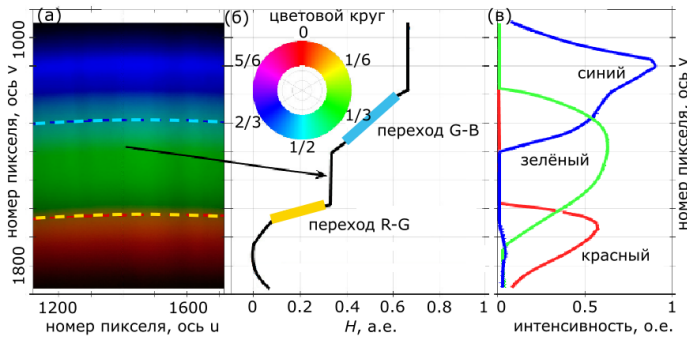 (а)
1000
номер пикселя, ось v
1800
1200
1600
номер пикселя, ось u
(б)
цветовой круг
0
5/6
1/6
2/3
1/3
1/2
переход G-B
переход R-G
0
0.2
0.4
0.6
0.8
1
H, а.е.
(в)
синий
зелёный
красный
0
0.5
1
интенсивность, о.е.
номер пикселя, ось v